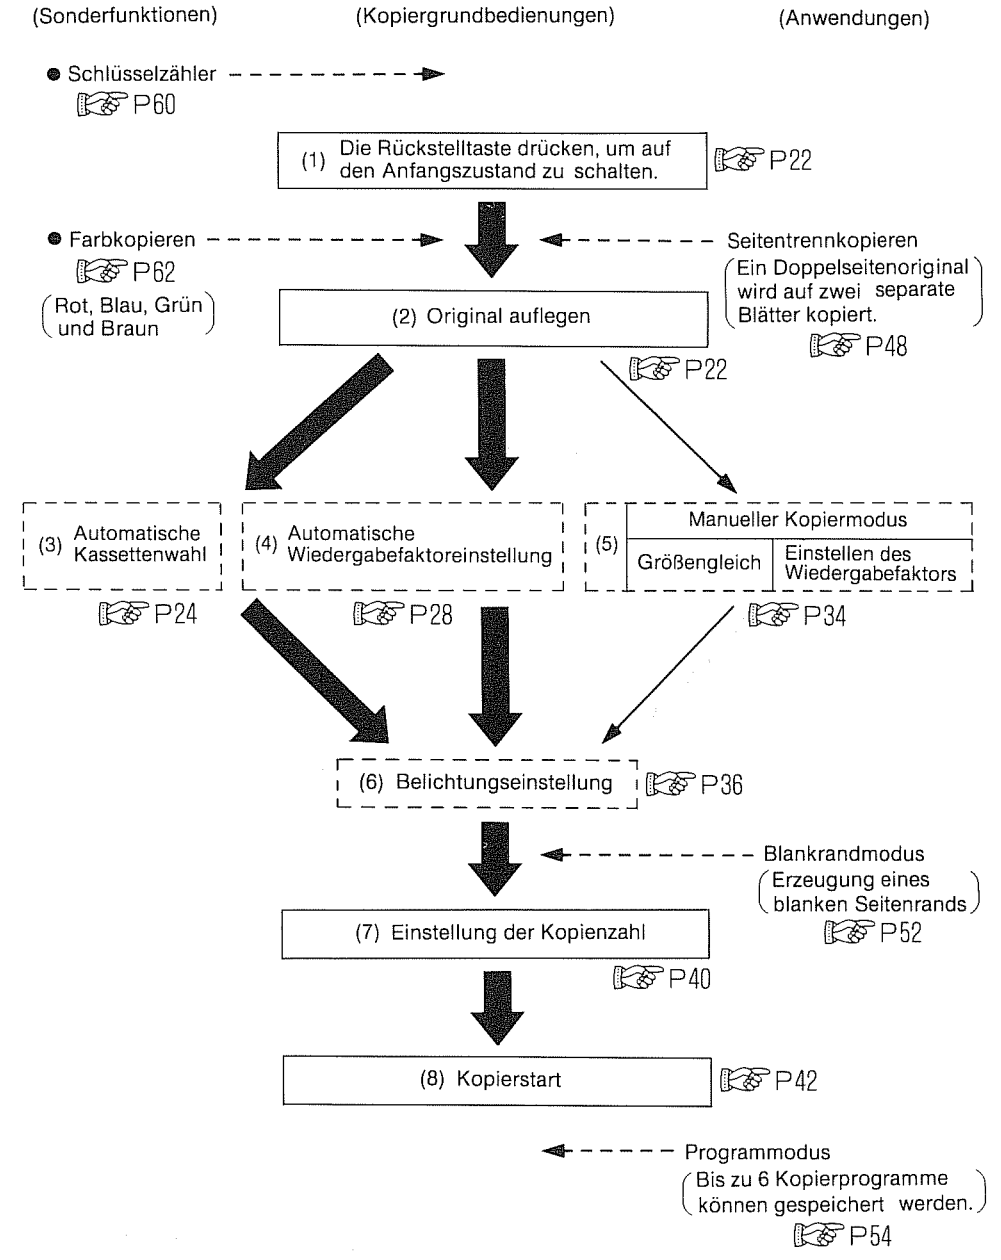 (Sonderfunktionen)
(Kopiergrundbedienungen)
(Anwendungen)
● Schlüsselzähler
P60
(1) Die Rückstelltaste drücken, um auf
den Anfangszustand zu schalten.
P22
● Farbkopieren
P62
(Rot, Blau, Grün
und Braun)
Seitentrennkopieren
(Ein Doppelseitenoriginal
wird auf zwei separate
Blätter kopiert.)
P48
(2) Original auflegen
P22
(3) Automatische
Kassettenwahl
P24
(4) Automatische
Wiedergabefaktoreinstellung
P28
(5) Manueller Kopiermodus
Größengleich
Einstellen des
Wiedergabefaktors
P34
(6) Belichtungseinstellung
P36
Blankrandmodus
(Erzeugung eines
blanken Seitenrands)
P52
(7) Einstellung der Kopienzahl
P40
(8) Kopierstart
P42
Programmodus
(Bis zu 6 Kopierprogramme
können gespeichert werden.)
P54